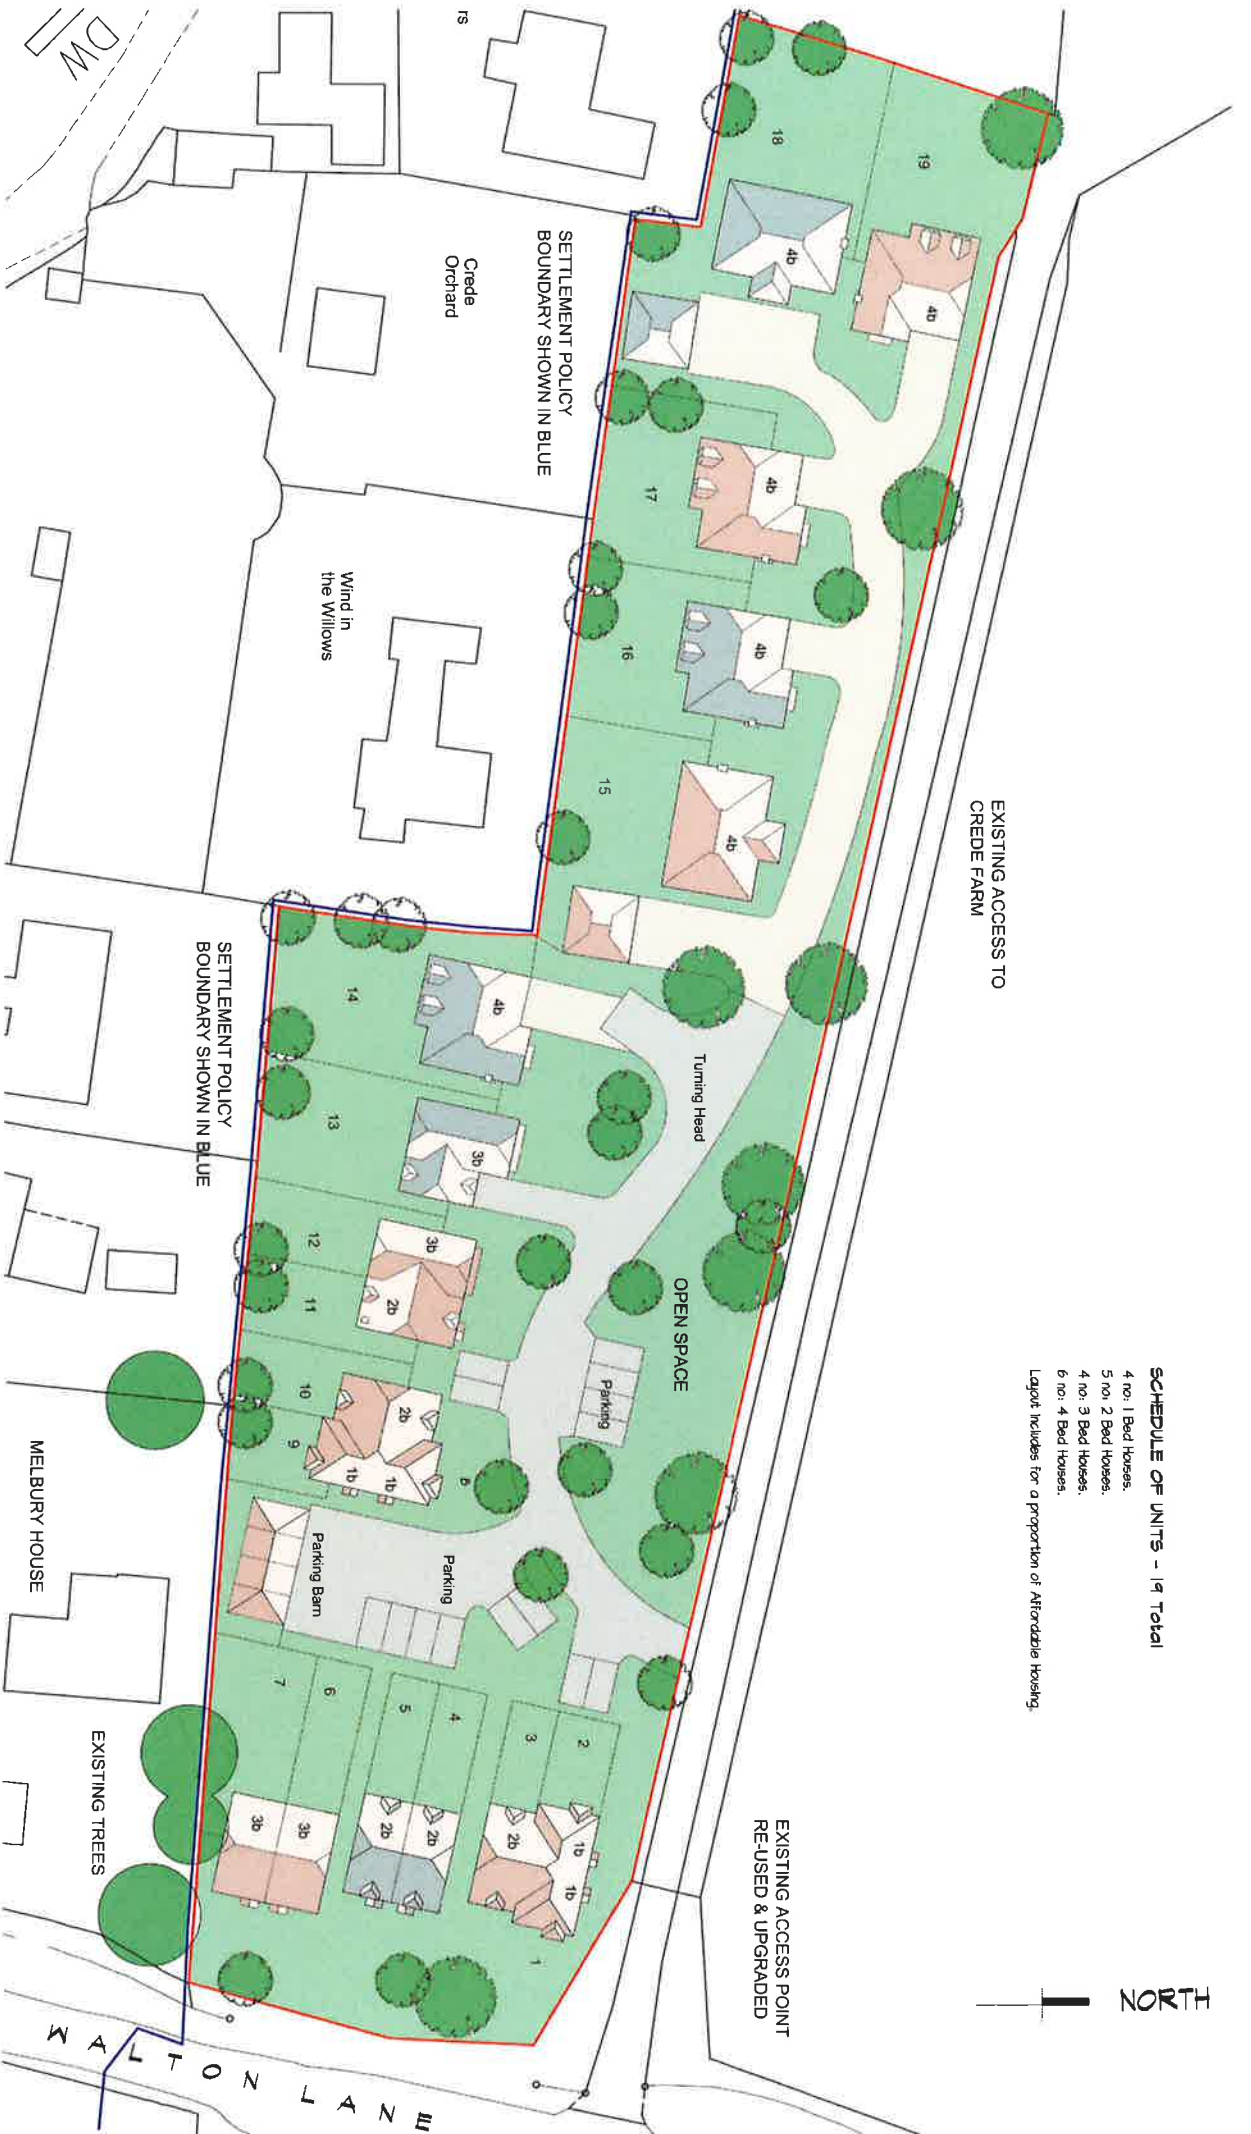 SCHEDULE OF UNITS - 19 Total
4 no: 1 Bed Houses.
5 no: 2 Bed Houses.
4 no: 3 Bed Houses.
6 no: 4 Bed Houses.
Layout includes for a proportion of Affordable Housing.
NORTH
EXISTING ACCESS TO
CREDE FARM
EXISTING ACCESS POINT
RE-USED & UPGRADED
rs
DW
18
19
4b
4b
SETTLEMENT POLICY
BOUNDARY SHOWN IN BLUE
Crede
Orchard
17
4b
Wind in
the Willows
16
4b
15
4b
SETTLEMENT POLICY
BOUNDARY SHOWN IN BLUE
14
4b
Turning Head
13
3b
12
3b
11
2b
OPEN SPACE
Parking
10
2b
9
1b
1b
8
Parking Barn
Parking
MELBURY HOUSE
7
6
5
4
3
2
3b
3b
2b
2b
2b
1b
1b
1
EXISTING TREES
WALTON LANE